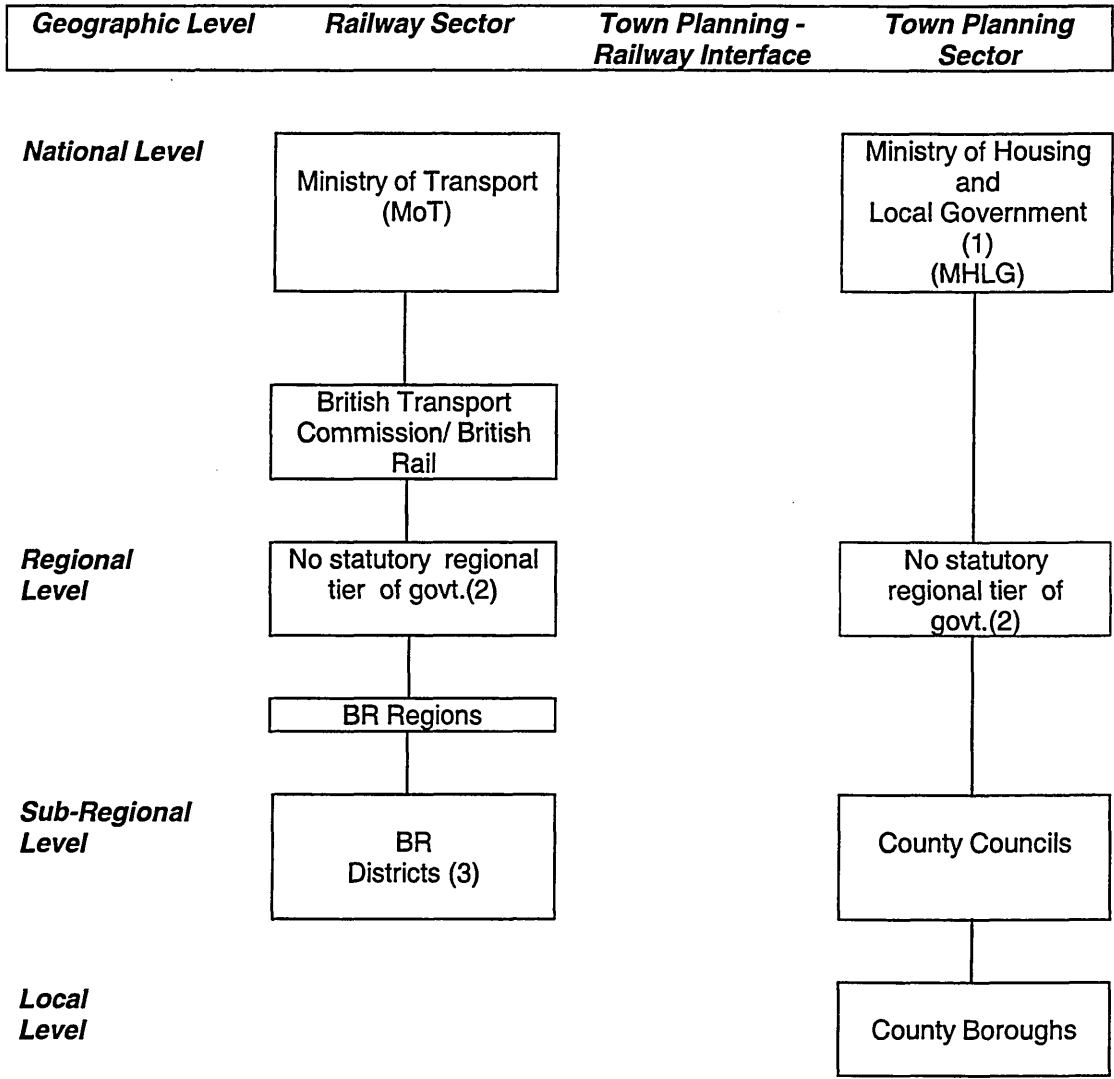 Geographic Level
Railway Sector
Town Planning -
Railway Interface
Town Planning
Sector
National Level
Ministry of Transport
(MoT)
Ministry of Housing
and
Local Government
(1)
(MHLG)
British Transport
Commission/ British
Rail
Regional
Level
No statutory regional
tier of govt.(2)
No statutory
regional tier of
govt.(2)
BR Regions
Sub-Regional
Level
BR
Districts (3)
County Councils
Local
Level
County Boroughs